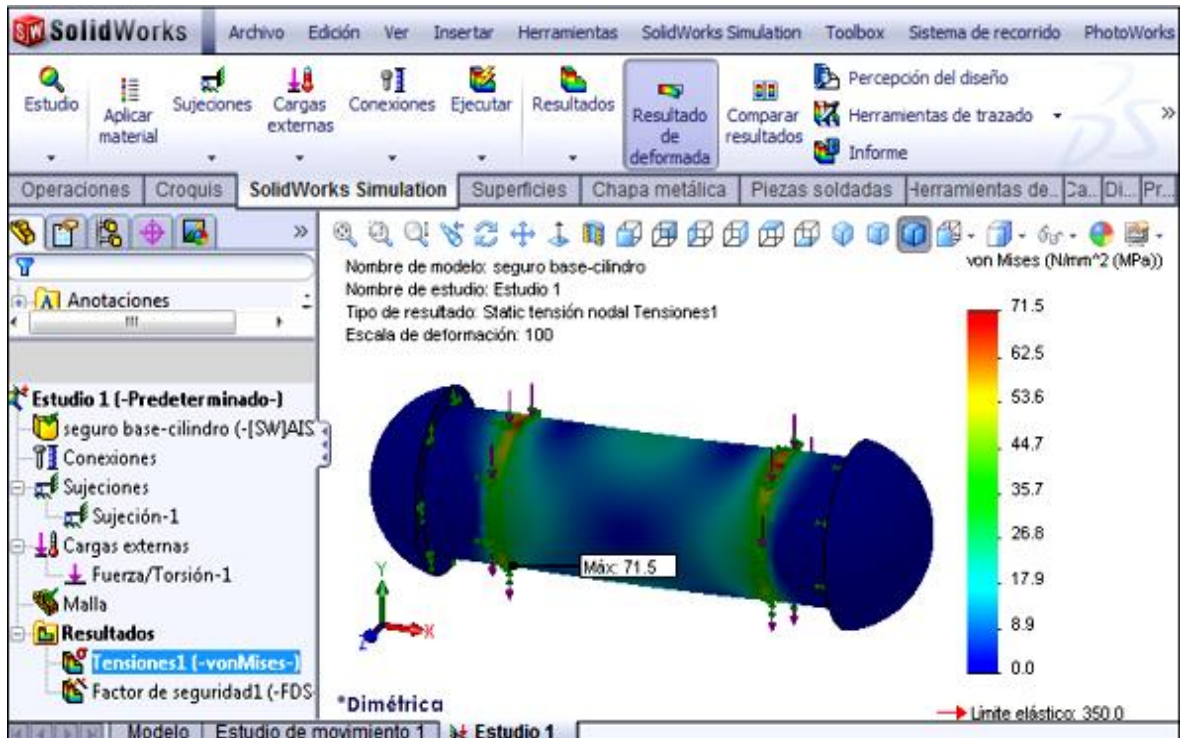 SolidWorks Archivo Edición Ver Insertar Herramientas SolidWorks Simulation Toolbox Sistema de recorrido PhotoWorks
Estudio
Aplicar material
Sujeciones
Cargas externas
Conexiones
Ejecutar
Resultados
Resultado de deformada
Comparar resultados
Percepción del diseño
Herramientas de trazado
Informe
Operaciones Croquis SolidWorks Simulation Superficies Chapa metálica Piezas soldadas Herramientas de... Ca... Di... Pr...
Anotaciones
Estudio 1 (-Predeterminado-)
seguro base-cilindro (-[SW]AIS
Conexiones
Sujeciones
Sujeción-1
Cargas externas
Fuerza/Torsión-1
Malla
Resultados
Tensiones1 (-vonMises-)
Factor de seguridad1 (-FDS-
Nombre de modelo: seguro base-cilindro
Nombre de estudio: Estudio 1
Tipo de resultado: Static tensión nodal Tensiones1
Escala de deformación: 100
von Mises (N/mm^2 (MPa))
71.5
62.5
53.6
44.7
35.7
26.8
17.9
8.9
0.0
Límite elástico: 350.0
Máx: 71.5
Y
X
Z
*Dimétrica
Modelo Estudio de movimiento 1 Estudio 1